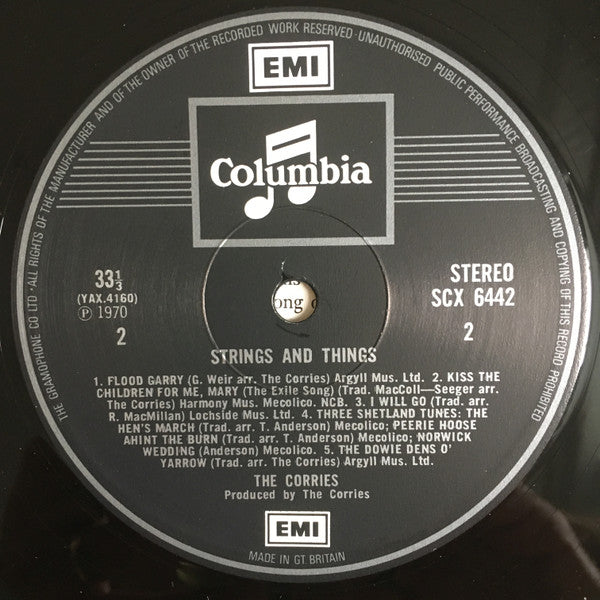 THE GRAMOPHONE CO LTD · ALL RIGHTS OF THE MANUFACTURER AND OF THE OWNER OF THE RECORDED WORK RESERVED · UNAUTHORISED PUBLIC PERFORMANCE BROADCASTING AND COPYING OF THIS RECORD PROHIBITED
EMI
Columbia
33⅓
(YAX.4160)
Ⓟ 1970
2
STEREO
SCX 6442
2
ong
STRINGS AND THINGS
1. FLOOD GARRY (G. Weir arr. The Corries) Argyll Mus. Ltd. 2. KISS THE
CHILDREN FOR ME, MARY (The Exile Song) (Trad. MacColl—Seeger arr.
The Corries) Harmony Mus. Mecolico. NCB. 3. I WILL GO (Trad. arr.
R. MacMillan) Lochside Mus. Ltd. 4. THREE SHETLAND TUNES: THE
HEN'S MARCH (Trad. arr. T. Anderson) Mecolico; PEERIE HOOSE
AHINT THE BURN (Trad. arr. T. Anderson) Mecolico; NORWICK
WEDDING (Anderson) Mecolico. 5. THE DOWIE DENS O'
YARROW (Trad. arr. The Corries) Argyll Mus. Ltd.
THE CORRIES
Produced by The Corries
EMI
MADE IN GT. BRITAIN